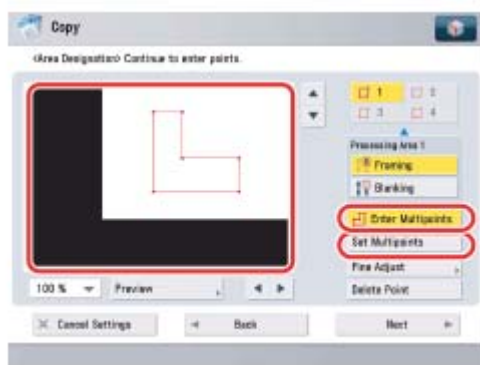 Copy
<Area Designation> Continue to enter points.
1
2
3
4
Processing Area 1
Framing
Blanking
Enter Multipoints
Set Multipoints
Fine Adjust
Delete Point
100 %
Preview
Cancel Settings
Back
Next